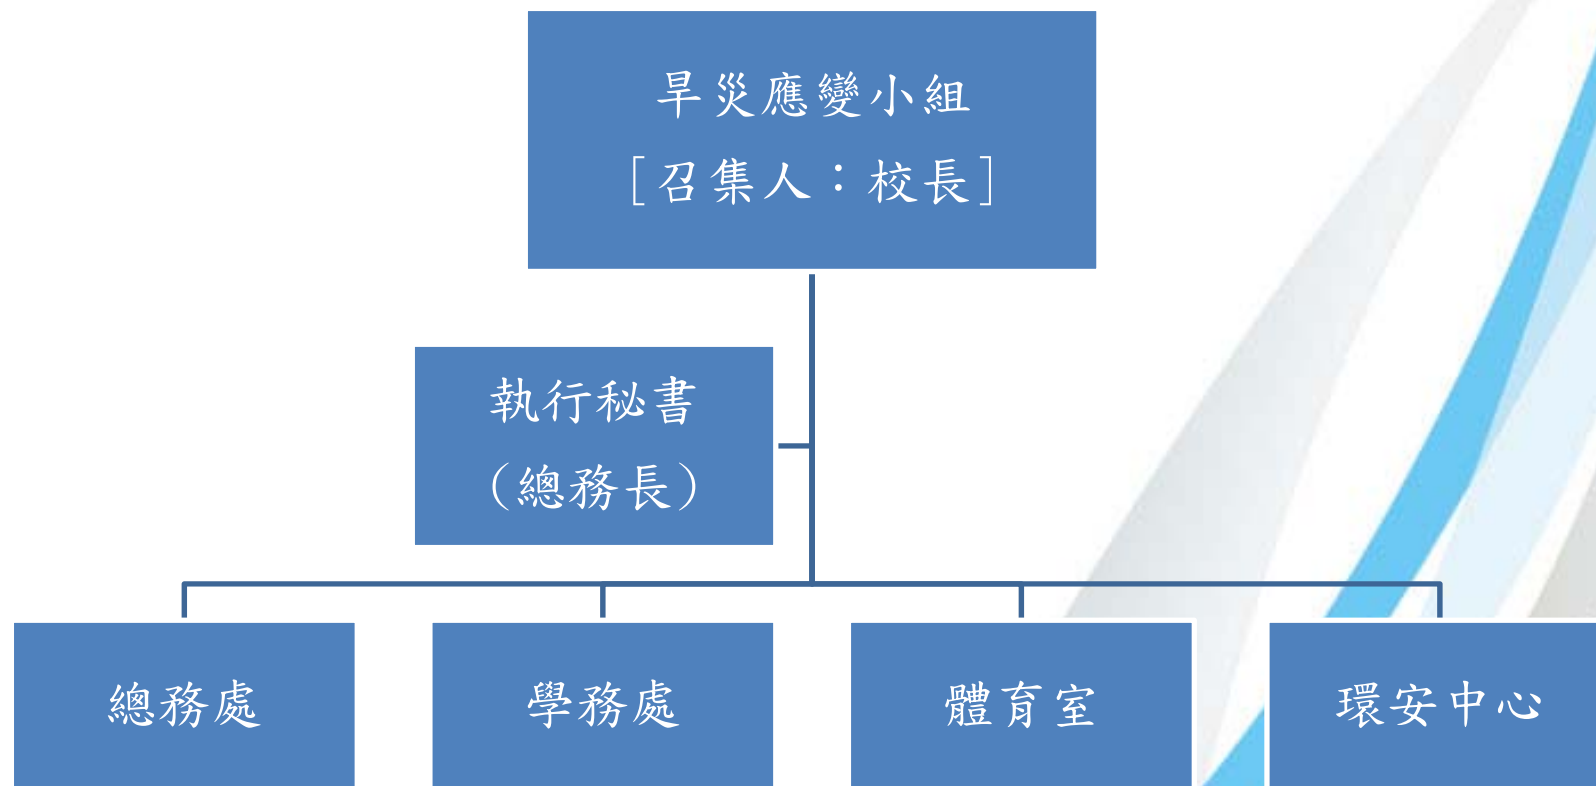 旱災應變小組
[召集人：校長]
執行秘書
(總務長)
總務處
學務處
體育室
環安中心